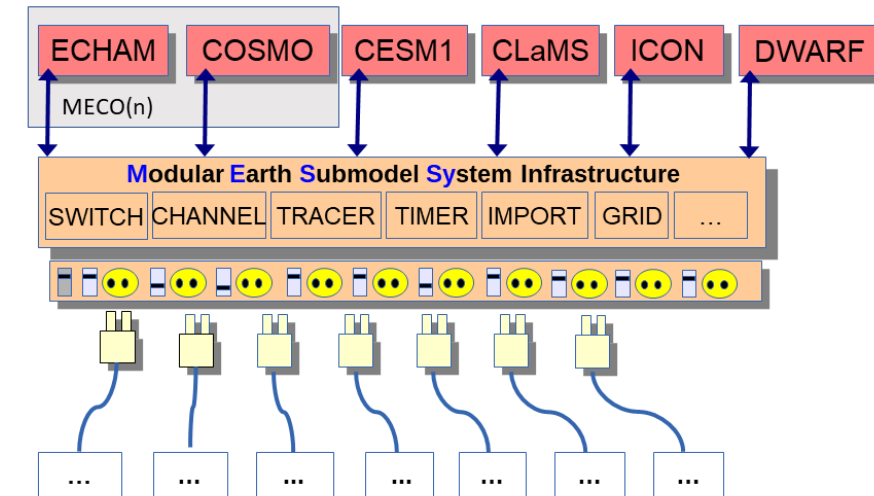 ECHAM COSMO CESM1 CLaMS ICON DWARF
MECO(n)
Modular Earth Submodel System Infrastructure
SWITCH CHANNEL TRACER TIMER IMPORT GRID ...
... ... ... ... ... ... ...